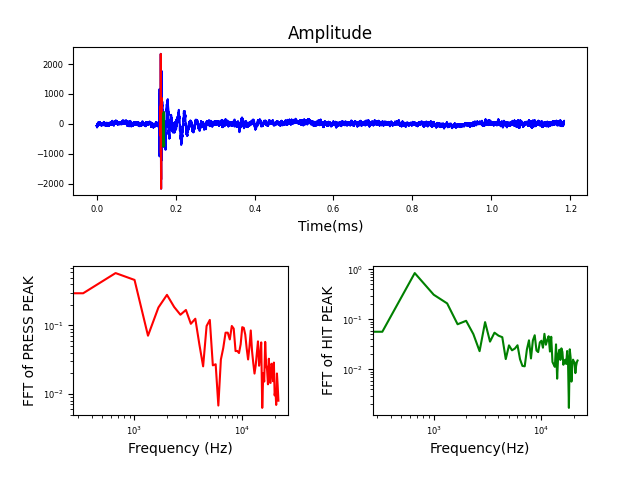 Amplitude
2000
1000
0
−1000
−2000
0.0 0.2 0.4 0.6 0.8 1.0 1.2
Time(ms)
FFT of PRESS PEAK
10⁻¹
10⁻²
10³ 10⁴
Frequency (Hz)
FFT of HIT PEAK
10⁰
10⁻¹
10⁻²
10³ 10⁴
Frequency(Hz)